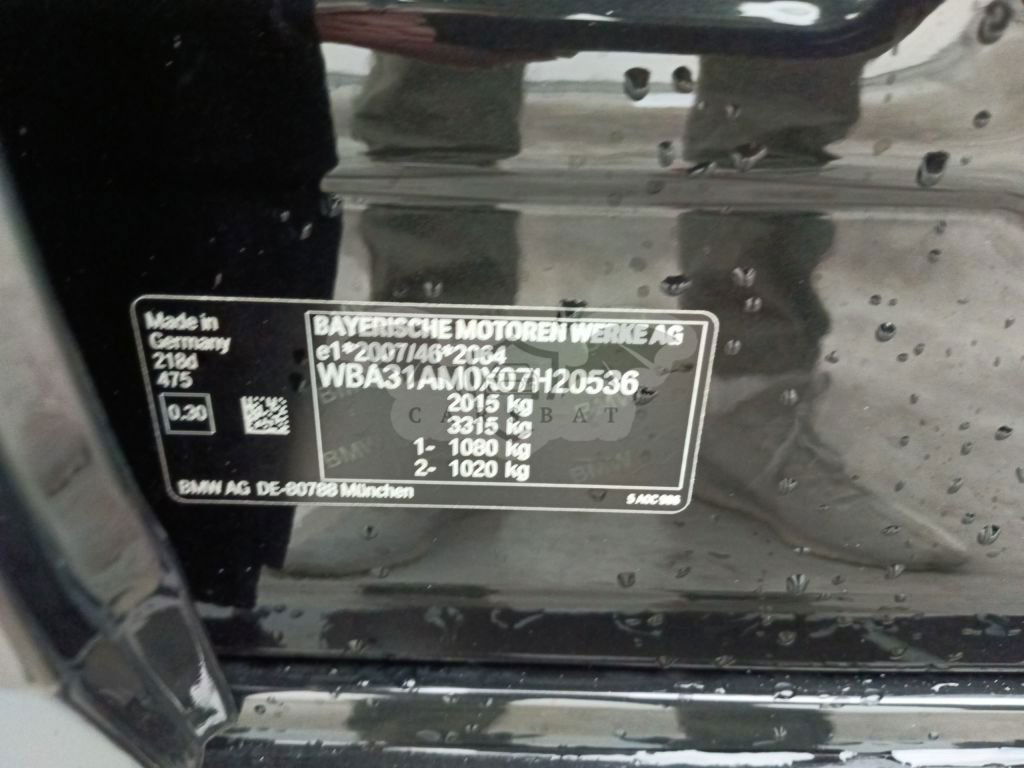 Made in
Germany
218d
475
0.30
BAYERISCHE MOTOREN WERKE AG
e1*2007/46*2064
WBA31AM0X07H20536
2015 kg
3315 kg
1- 1080 kg
2- 1020 kg
BMW AG DE-80788 München